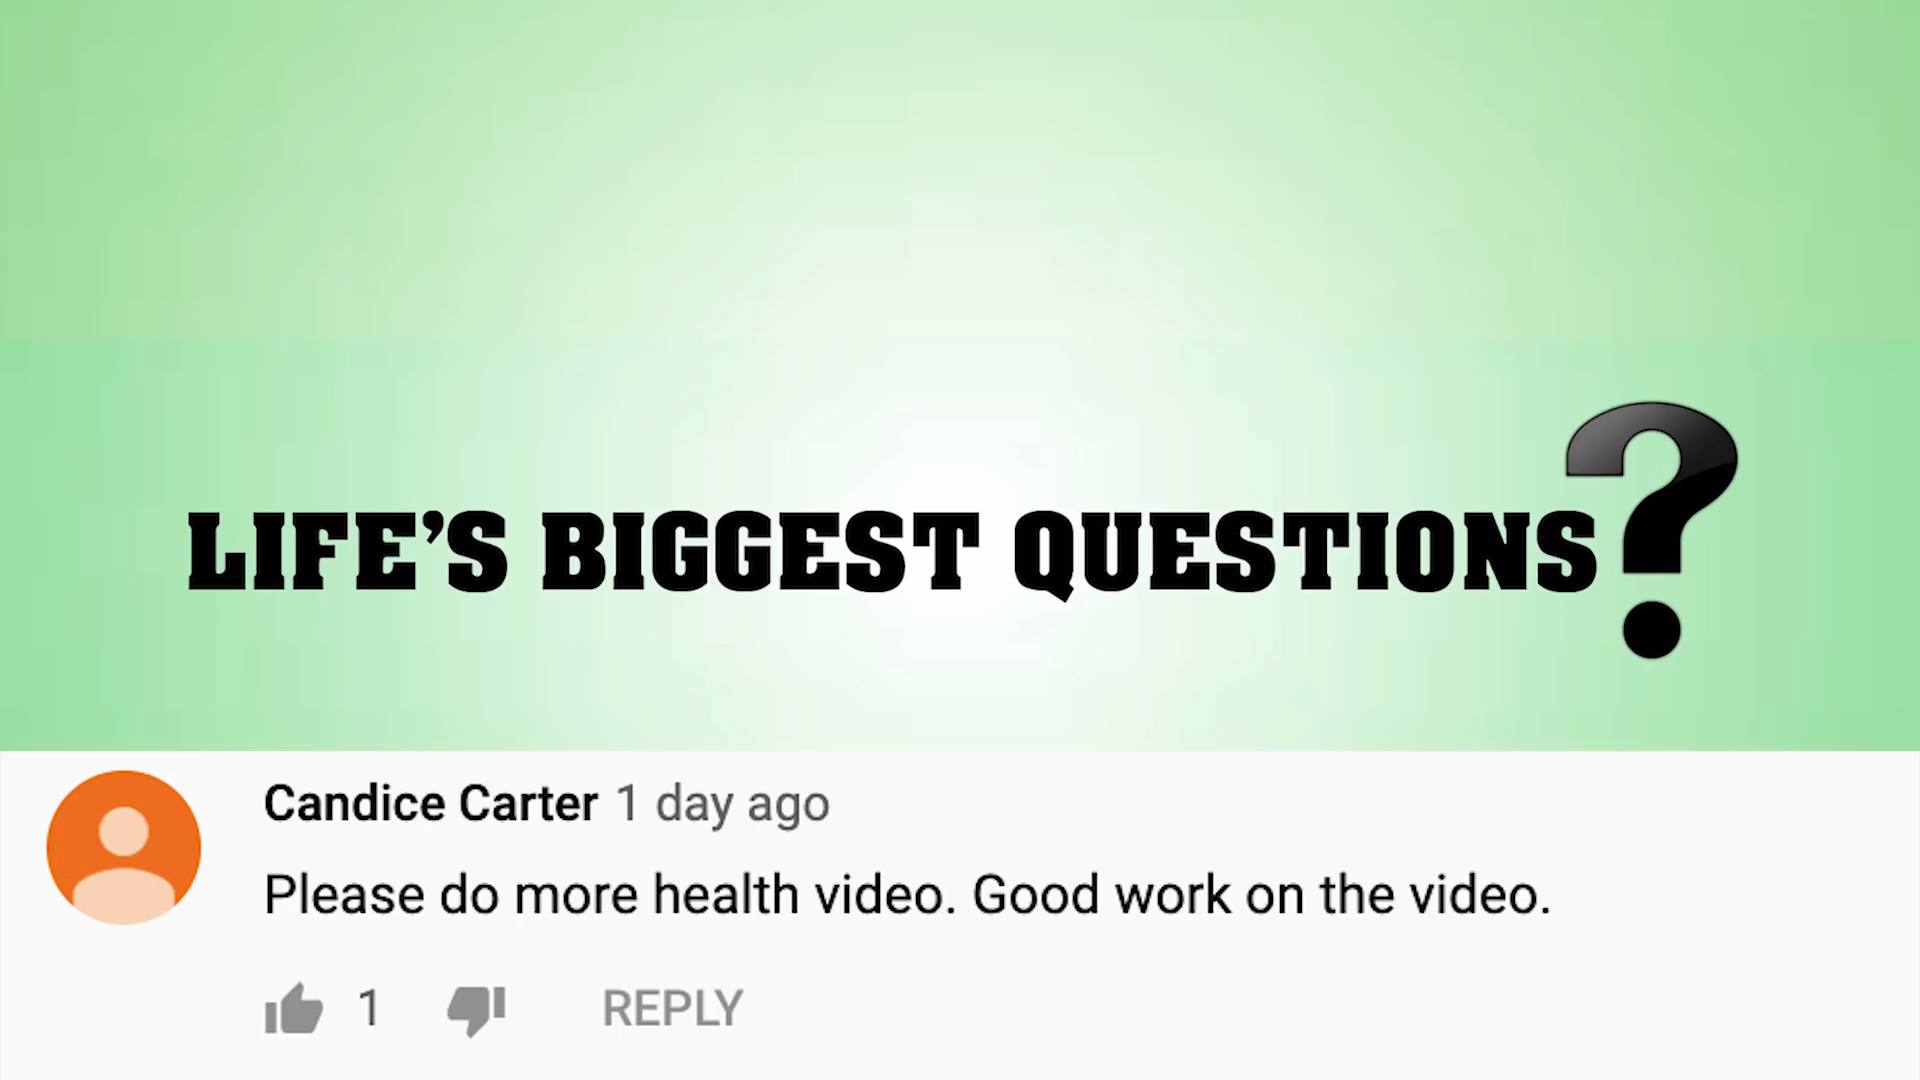 LIFE'S BIGGEST QUESTIONS?
Candice Carter 1 day ago
Please do more health video. Good work on the video.
1 REPLY